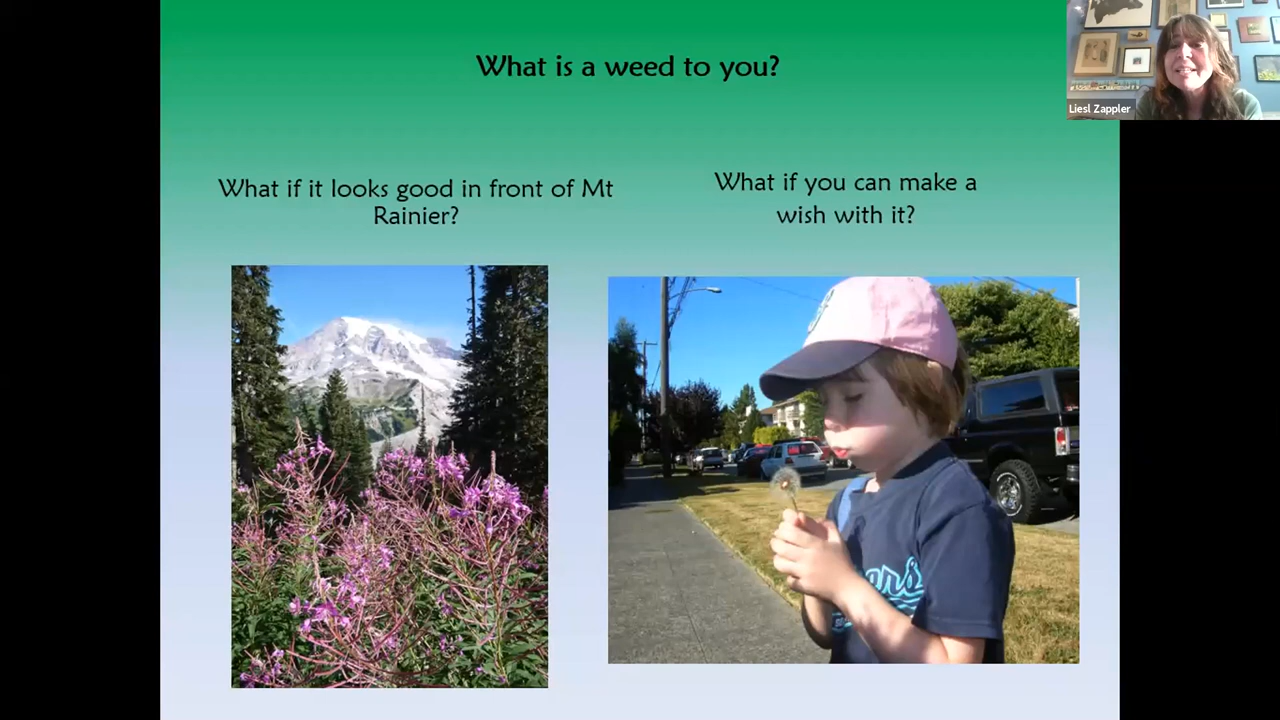 What is a weed to you?
Liesl Zappler
What if it looks good in front of Mt
Rainier?
What if you can make a
wish with it?